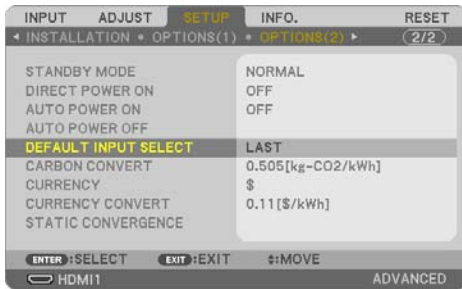 INPUT ADJUST SETUP INFO. RESET
◂ INSTALLATION • OPTIONS(1) • OPTIONS(2) ▸ 2/2
STANDBY MODE NORMAL
DIRECT POWER ON OFF
AUTO POWER ON OFF
AUTO POWER OFF
DEFAULT INPUT SELECT LAST
CARBON CONVERT 0.505[kg-CO2/kWh]
CURRENCY $
CURRENCY CONVERT 0.11[$/kWh]
STATIC CONVERGENCE
ENTER :SELECT EXIT :EXIT ↕:MOVE
HDMI1 ADVANCED